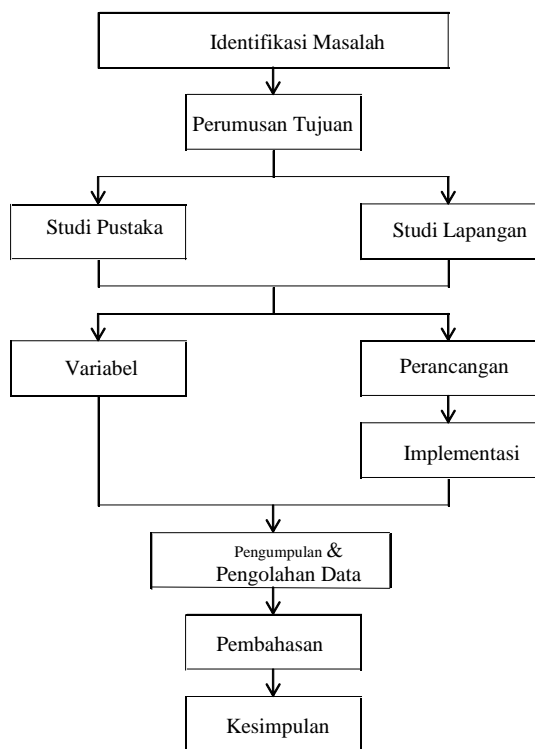 Identifikasi Masalah
Perumusan Tujuan
Studi Pustaka
Studi Lapangan
Variabel
Perancangan
Implementasi
Pengumpulan &
Pengolahan Data
Pembahasan
Kesimpulan